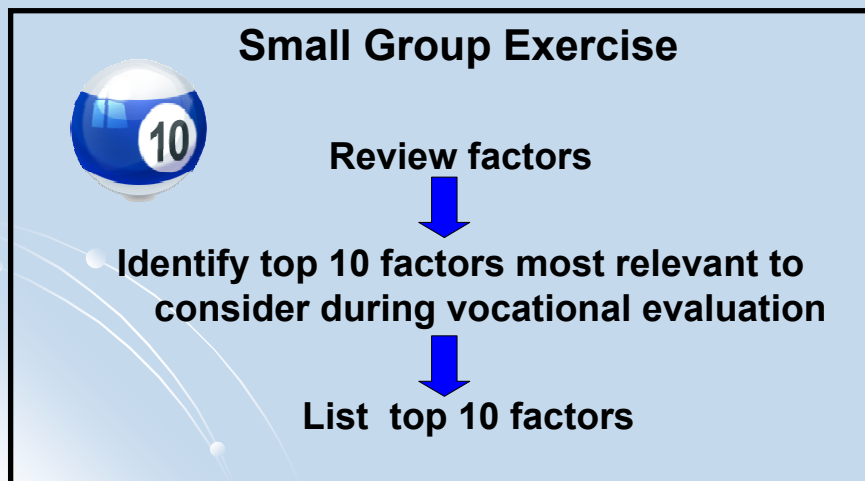 Small Group Exercise
10
Review factors
Identify top 10 factors most relevant to
consider during vocational evaluation
List top 10 factors